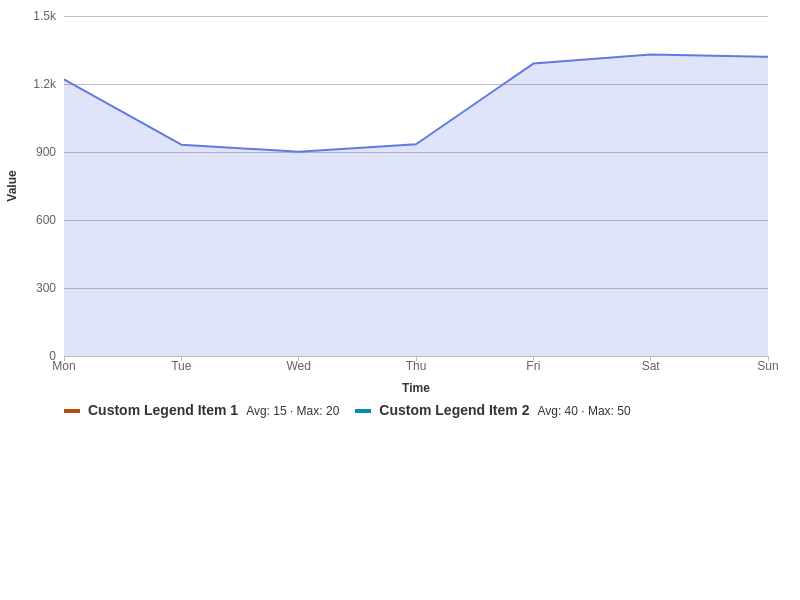 1.5k
1.2k
900
600
300
0
Value
Mon Tue Wed Thu Fri Sat Sun
Time
Custom Legend Item 1 Avg: 15 · Max: 20 Custom Legend Item 2 Avg: 40 · Max: 50